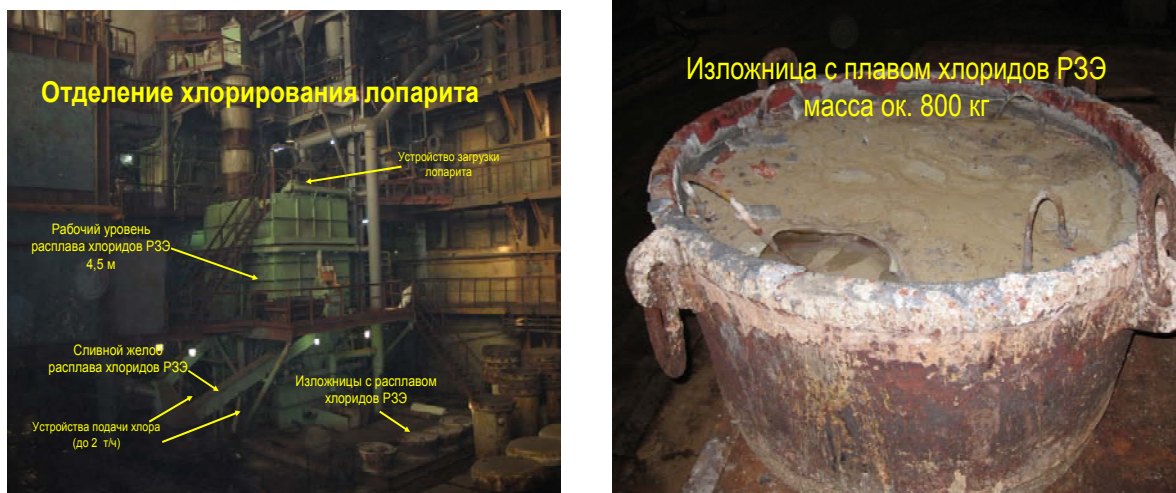 Отделение хлорирования лопарита
Устройство загрузки
лопарита
Рабочий уровень
расплава хлоридов РЗЭ
4,5 м
Сливной желоб
расплава хлоридов РЗЭ
Изложницы с расплавом
хлоридов РЗЭ
Устройства подачи хлора
(до 2 т/ч)
Изложница с плавом хлоридов РЗЭ
масса ок. 800 кг